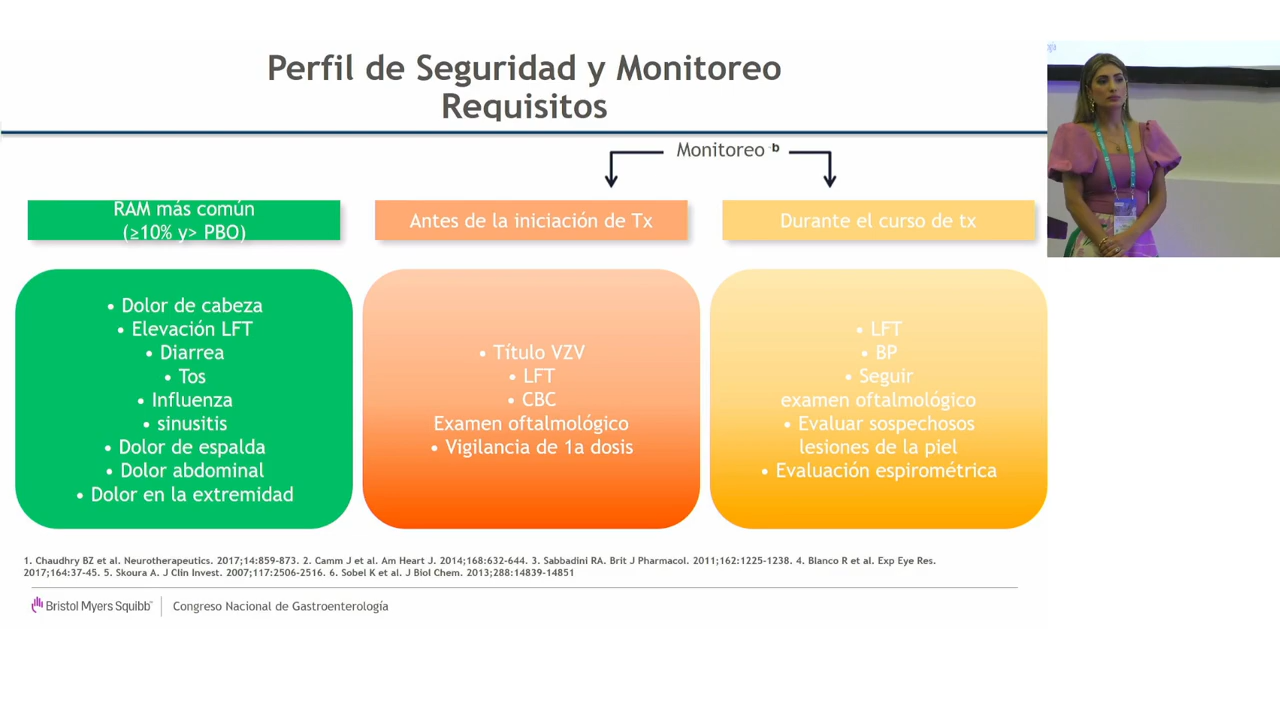 Perfil de Seguridad y Monitoreo
Requisitos
Monitoreo b
RAM más común
(≥10% y> PBO)
Antes de la iniciación de Tx
Durante el curso de tx
• Dolor de cabeza
• Elevación LFT
• Diarrea
• Tos
• Influenza
• sinusitis
• Dolor de espalda
• Dolor abdominal
• Dolor en la extremidad
• Título VZV
• LFT
• CBC
Examen oftalmológico
• Vigilancia de 1a dosis
• LFT
• BP
• Seguir
examen oftalmológico
• Evaluar sospechosos
lesiones de la piel
• Evaluación espirométrica
1. Chaudhry BZ et al. Neurotherapeutics. 2017;14:859-873. 2. Camm J et al. Am Heart J. 2014;168:632-644. 3. Sabbadini RA. Brit J Pharmacol. 2011;162:1225-1238. 4. Blanco R et al. Exp Eye Res.
2017;164:37-45. 5. Skoura A. J Clin Invest. 2007;117:2506-2516. 6. Sobel K et al. J Biol Chem. 2013;288:14839-14851
Bristol Myers Squibb™
Congreso Nacional de Gastroenterología